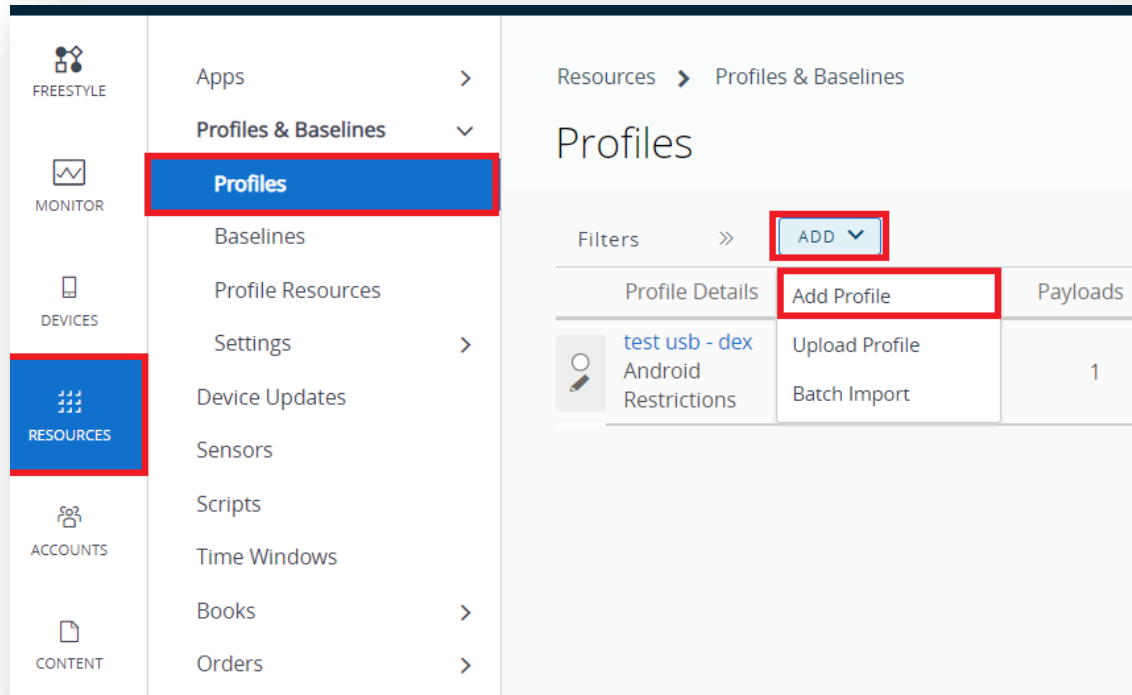 FREESTYLE
MONITOR
DEVICES
RESOURCES
ACCOUNTS
CONTENT
Apps
Profiles & Baselines
Profiles
Baselines
Profile Resources
Settings
Device Updates
Sensors
Scripts
Time Windows
Books
Orders
Resources Profiles & Baselines
Profiles
Filters
ADD
Profile Details
Payloads
Add Profile
Upload Profile
Batch Import
test usb - dex
Android
Restrictions
1